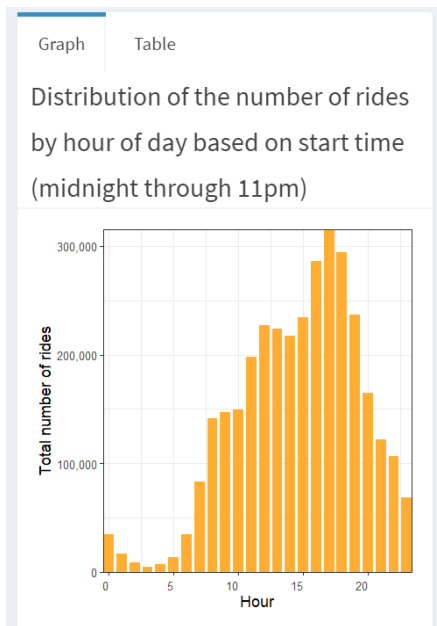 Graph
Table
Distribution of the number of rides
by hour of day based on start time
(midnight through 11pm)
Total number of rides
300,000
200,000
100,000
0
0 5 10 15 20
Hour